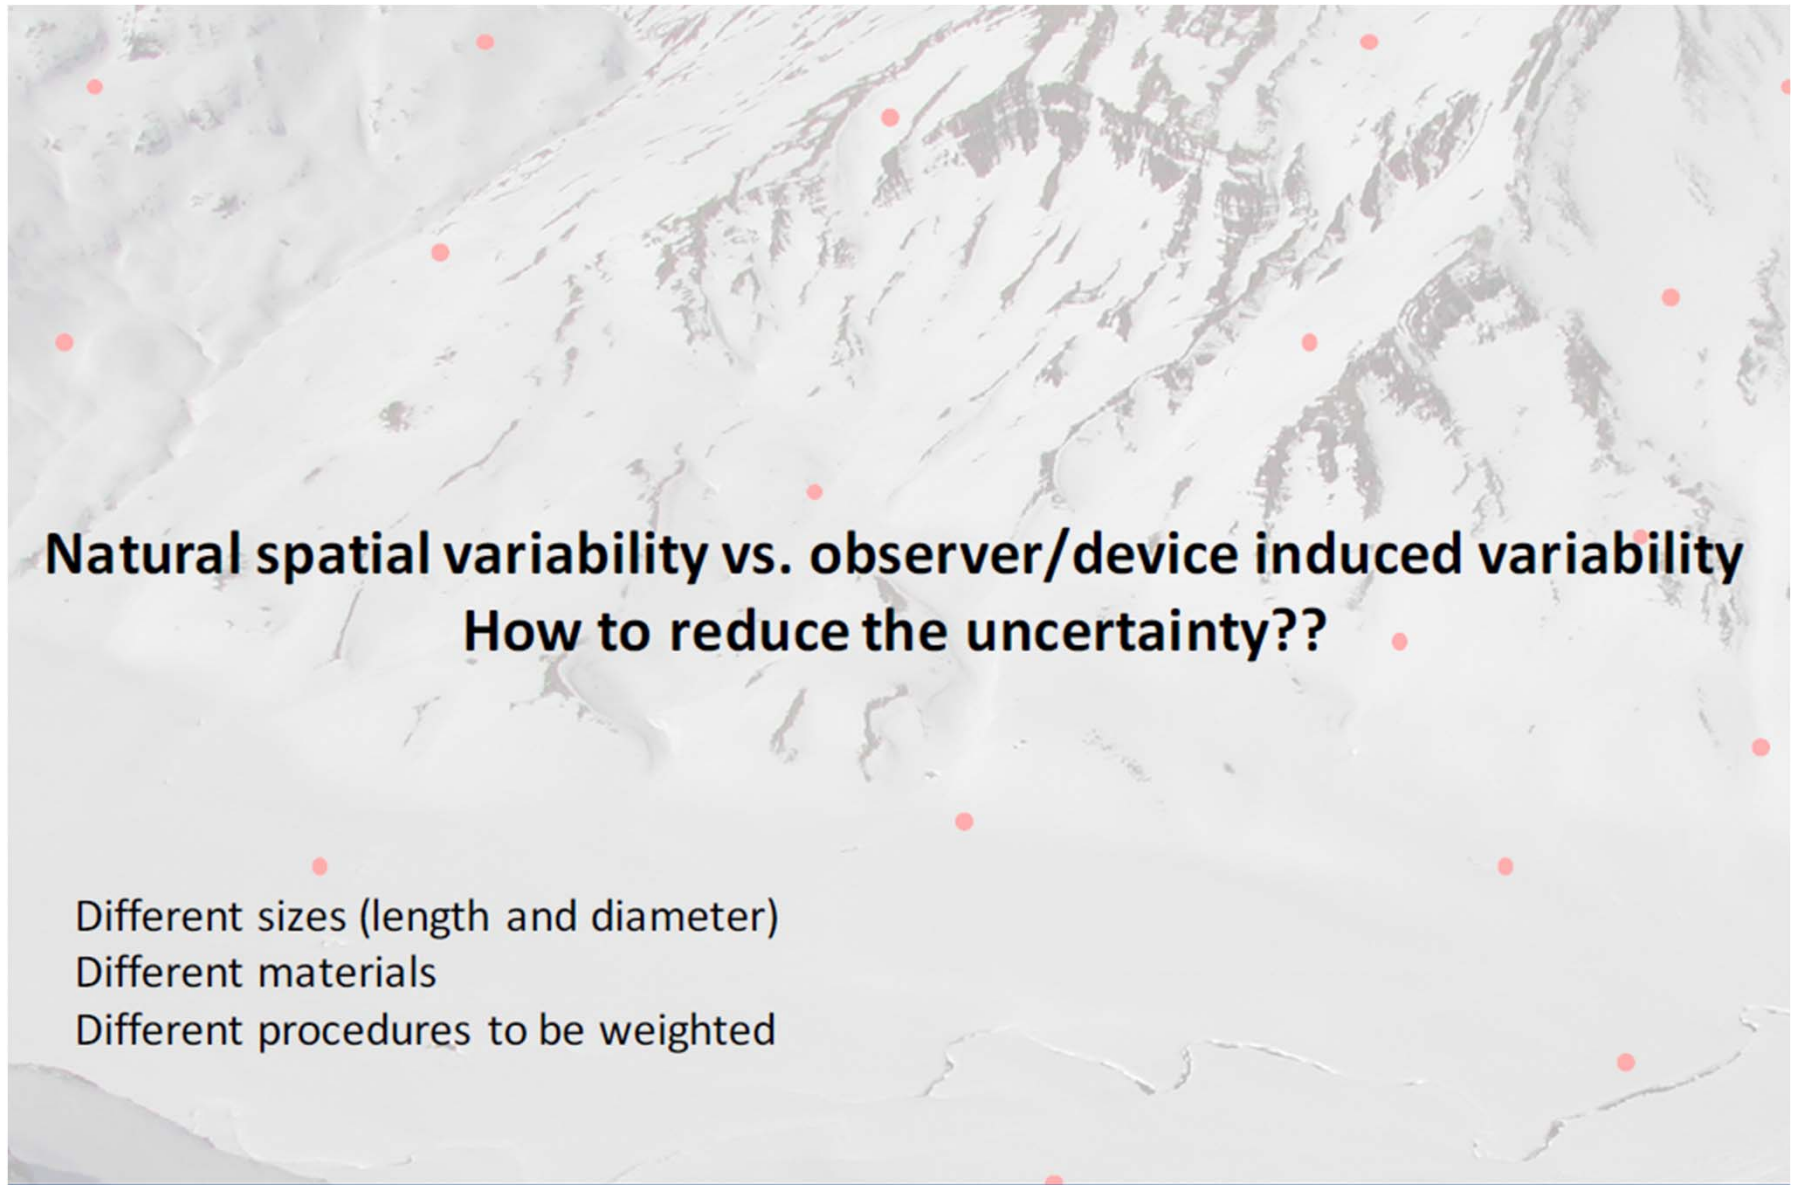 Natural spatial variability vs. observer/device induced variability
How to reduce the uncertainty??
Different sizes (length and diameter)
Different materials
Different procedures to be weighted